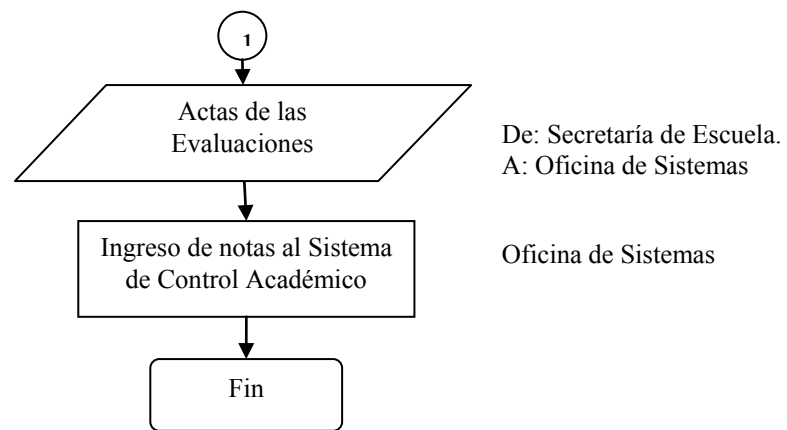 1
Actas de las
Evaluaciones
De: Secretaría de Escuela.
A: Oficina de Sistemas
Ingreso de notas al Sistema
de Control Académico
Oficina de Sistemas
Fin